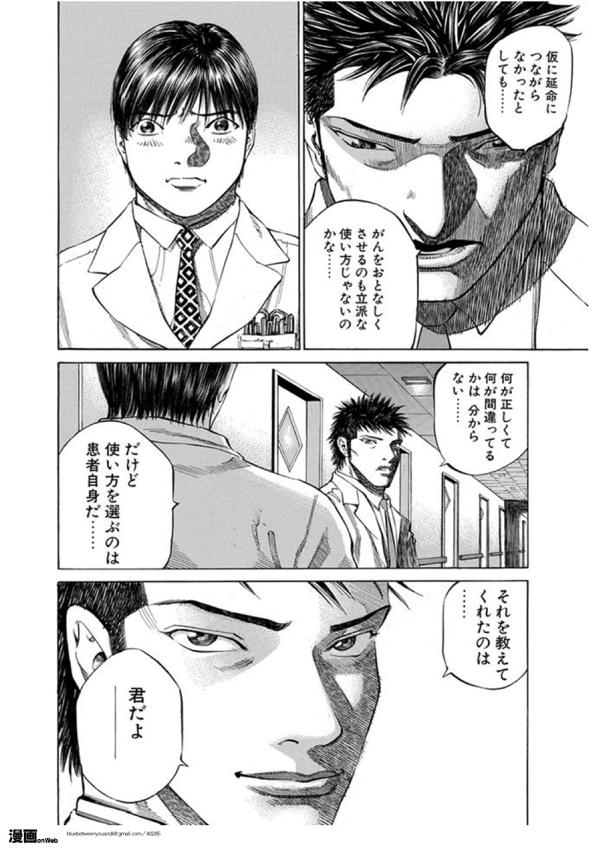 仮に延命に
つながら
なかったと
しても……
がんをおとなしく
させるのも立派な
使い方じゃないの
かな……
何が正しくて
何が間違ってる
かは 分から
ない……
だけど
使い方を選ぶのは
患者自身だ……
それを教えて
くれたのは
……
君だよ
――
漫画onWeb
bluebetweenyouandi@gmail.com／40285